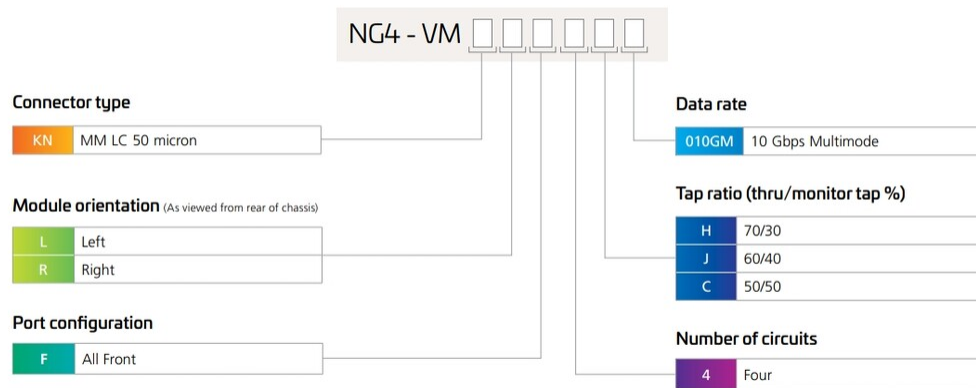 NG4 - VM
Connector type
KN MM LC 50 micron
Module orientation (As viewed from rear of chassis)
L Left
R Right
Port configuration
F All Front
Data rate
010GM 10 Gbps Multimode
Tap ratio (thru/monitor tap %)
H 70/30
J 60/40
C 50/50
Number of circuits
4 Four